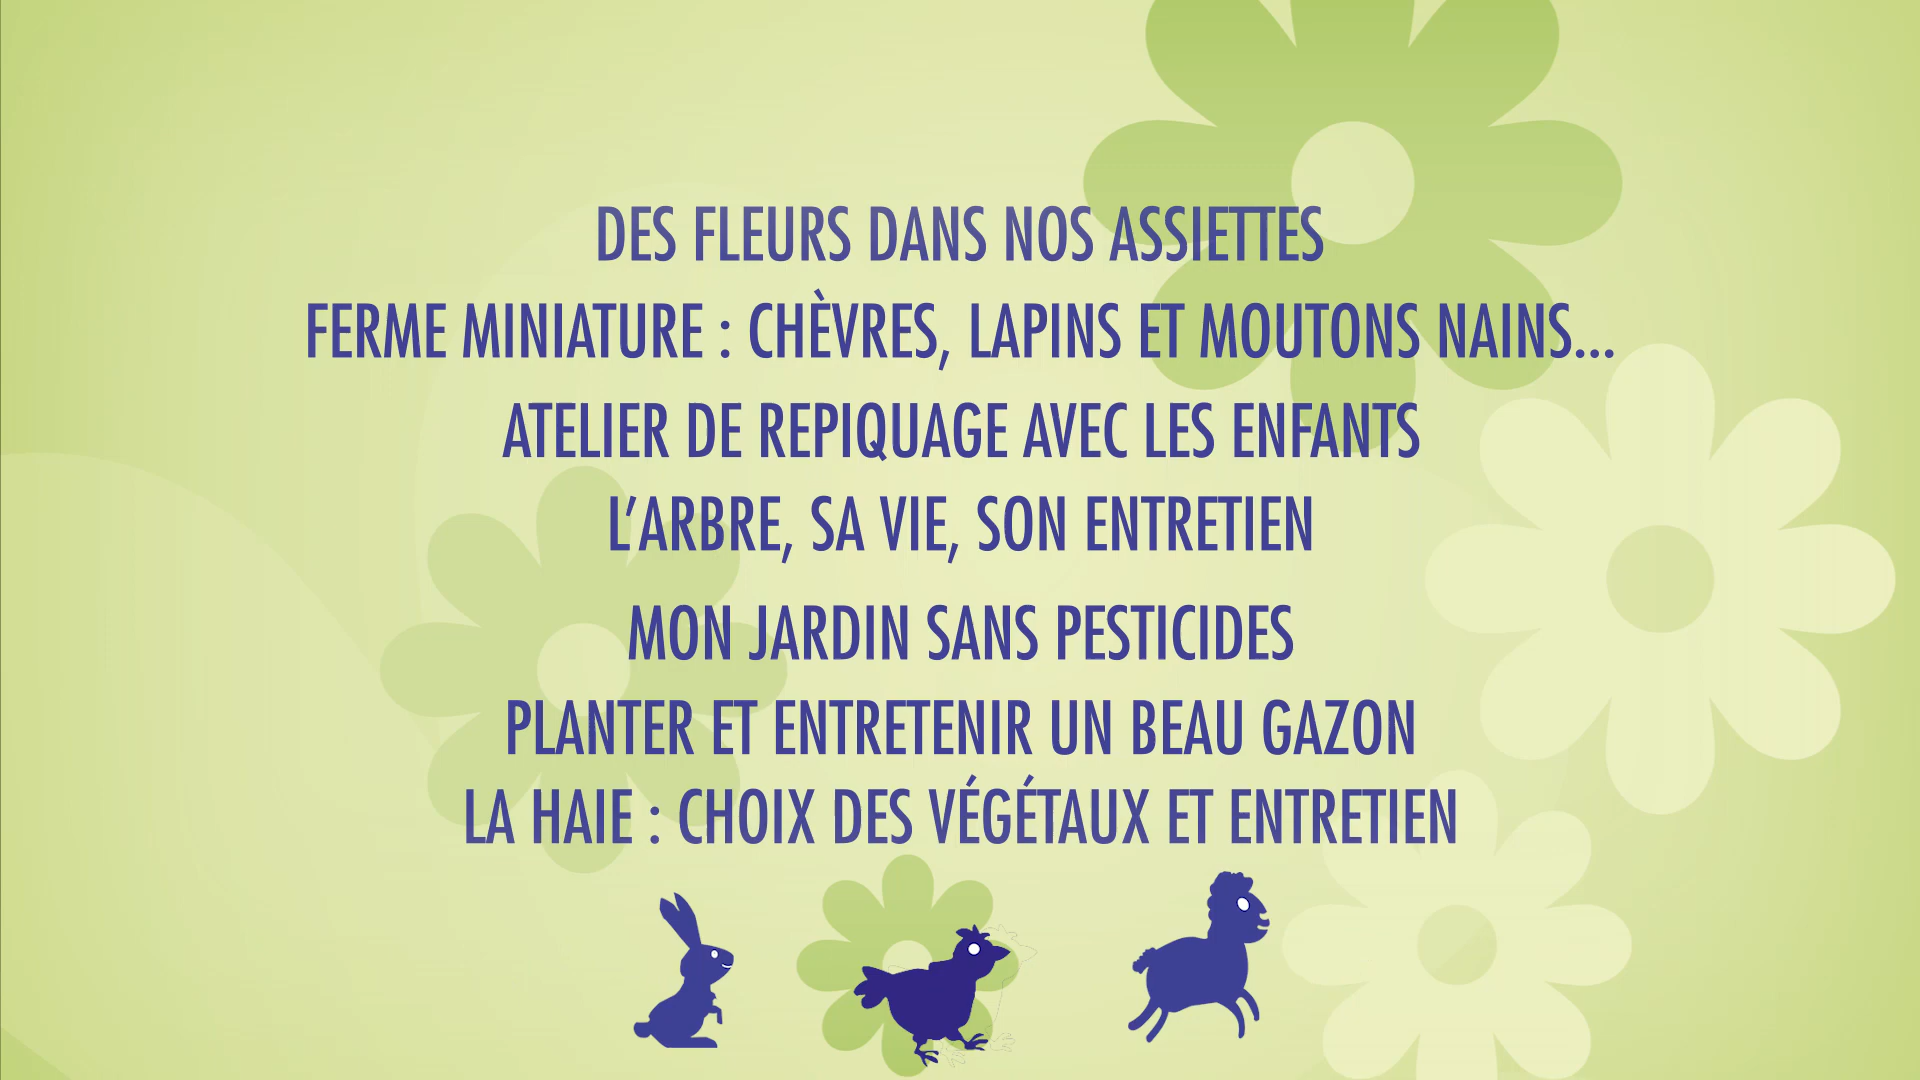 DES FLEURS DANS NOS ASSIETTES
FERME MINIATURE : CHÈVRES, LAPINS ET MOUTONS NAINS...
ATELIER DE REPIQUAGE AVEC LES ENFANTS
L'ARBRE, SA VIE, SON ENTRETIEN
MON JARDIN SANS PESTICIDES
PLANTER ET ENTRETENIR UN BEAU GAZON
LA HAIE : CHOIX DES VÉGÉTAUX ET ENTRETIEN